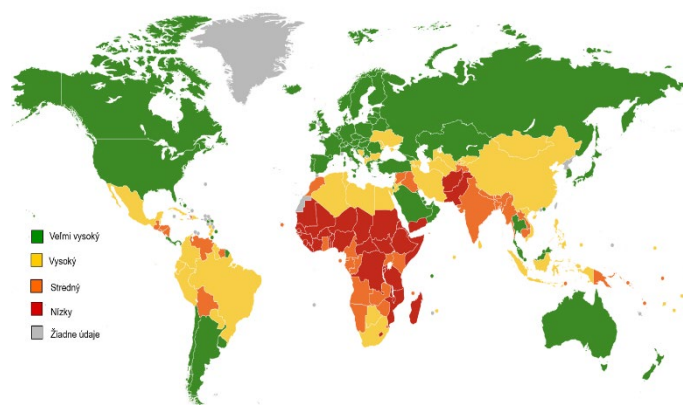 Veľmi vysoký
Vysoký
Stredný
Nízky
Žiadne údaje